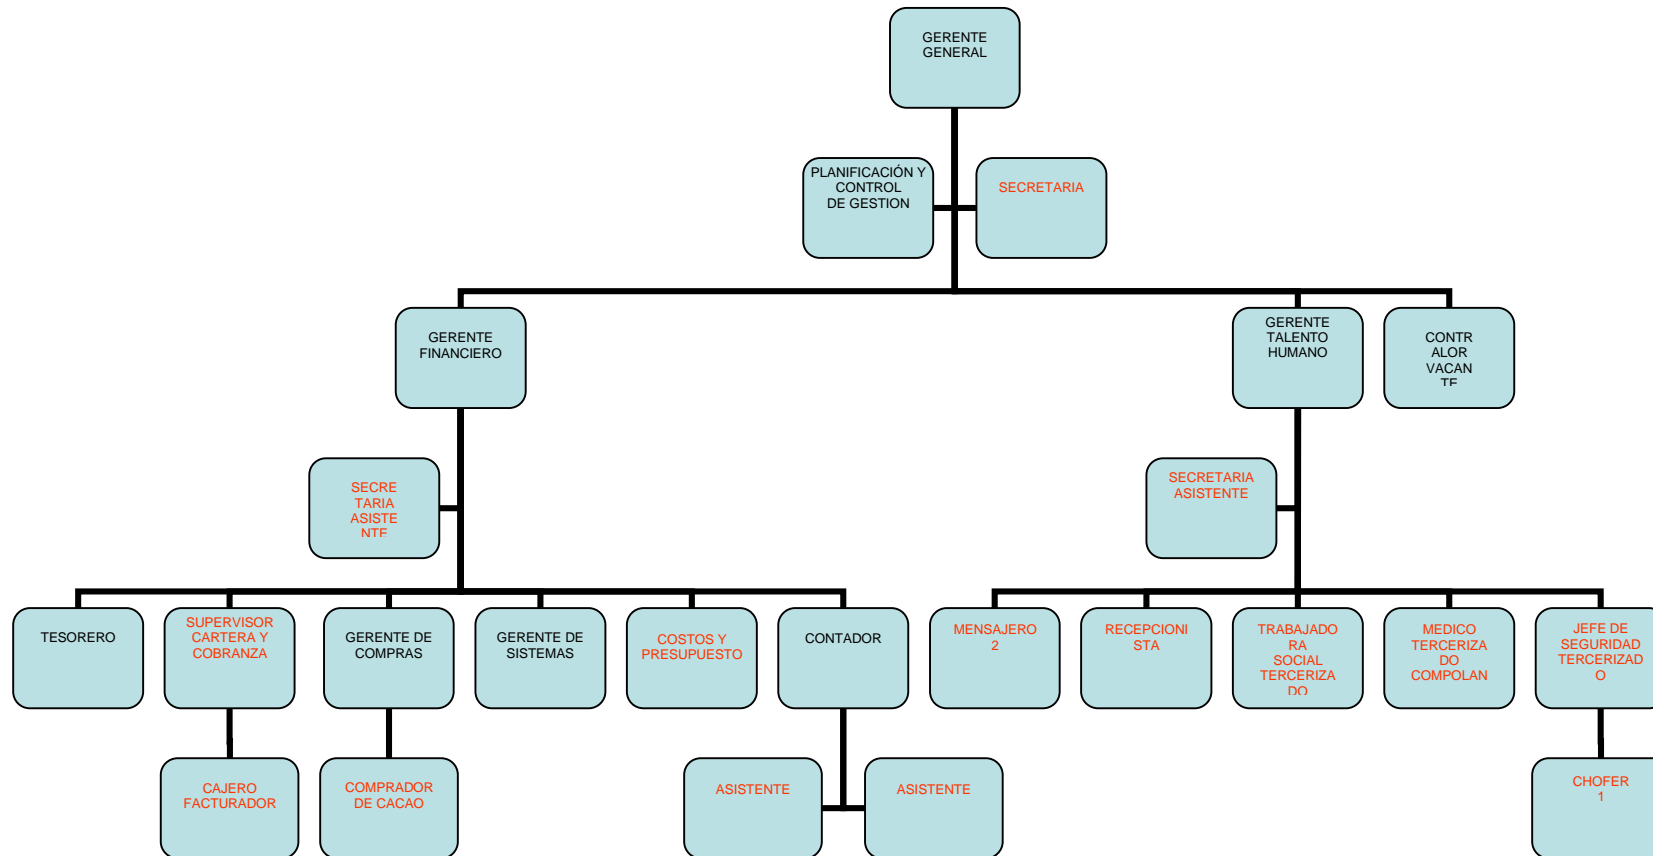 GERENTE
GENERAL
PLANIFICACIÓN Y
CONTROL
DE GESTION
SECRETARIA
GERENTE
FINANCIERO
GERENTE
TALENTO
HUMANO
CONTR
ALOR
VACAN
TE
SECRE
TARIA
ASISTE
NTE
SECRETARIA
ASISTENTE
TESORERO
SUPERVISOR
CARTERA Y
COBRANZA
GERENTE DE
COMPRAS
GERENTE DE
SISTEMAS
COSTOS Y
PRESUPUESTO
CONTADOR
MENSAJERO
2
RECEPCIONI
STA
TRABAJADO
RA
SOCIAL
TERCERIZA
DO
MEDICO
TERCERIZA
DO
COMPOLAN
JEFE DE
SEGURIDAD
TERCERIZAD
O
CAJERO
FACTURADOR
COMPRADOR
DE CACAO
ASISTENTE
ASISTENTE
CHOFER
1